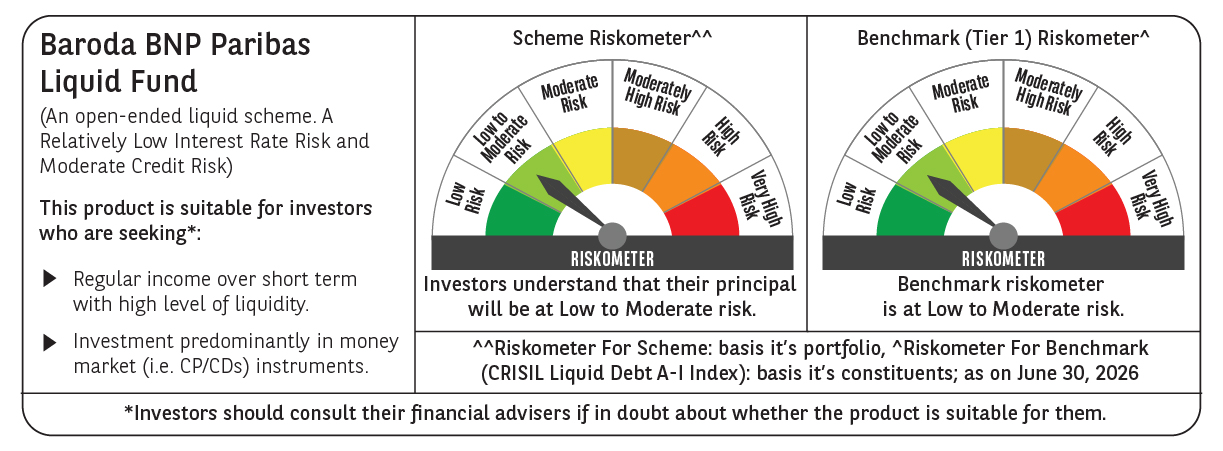 Baroda BNP Paribas
Liquid Fund
(An open-ended liquid scheme. A
Relatively Low Interest Rate Risk and
Moderate Credit Risk)
This product is suitable for investors
who are seeking*:
Regular income over short term
with high level of liquidity.
Investment predominantly in money
market (i.e. CP/CDs) instruments.
Scheme Riskometer^^
Low
Risk
Low to
Moderate
Risk
Moderate
Risk
Moderately
High Risk
High
Risk
Very High
Risk
RISKOMETER
Investors understand that their principal
will be at Low to Moderate risk.
Benchmark (Tier 1) Riskometer^
Low
Risk
Low to
Moderate
Risk
Moderate
Risk
Moderately
High Risk
High
Risk
Very High
Risk
RISKOMETER
Benchmark riskometer
is at Low to Moderate risk.
^^Riskometer For Scheme: basis it's portfolio, ^Riskometer For Benchmark
(CRISIL Liquid Debt A-I Index): basis it's constituents; as on June 30, 2026
*Investors should consult their financial advisers if in doubt about whether the product is suitable for them.